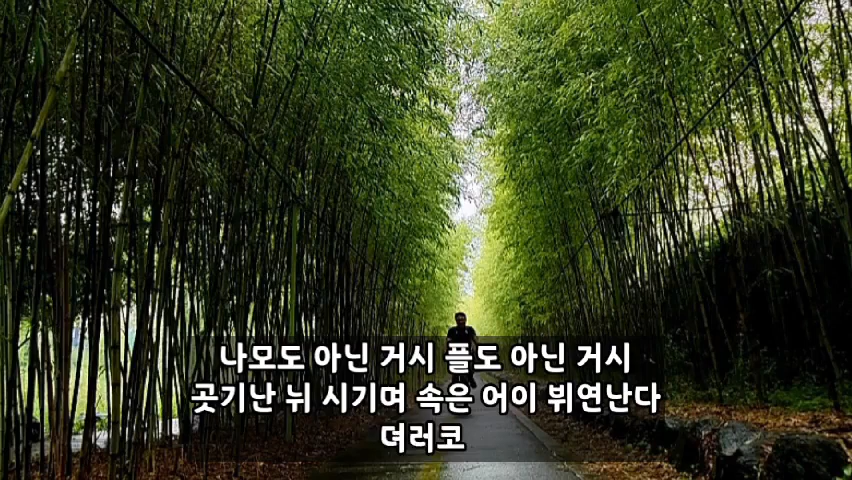 나모도 아닌 거시 플도 아닌 거시
곳기난 뉘 시기며 속은 어이 뷔연난다
뎌러코